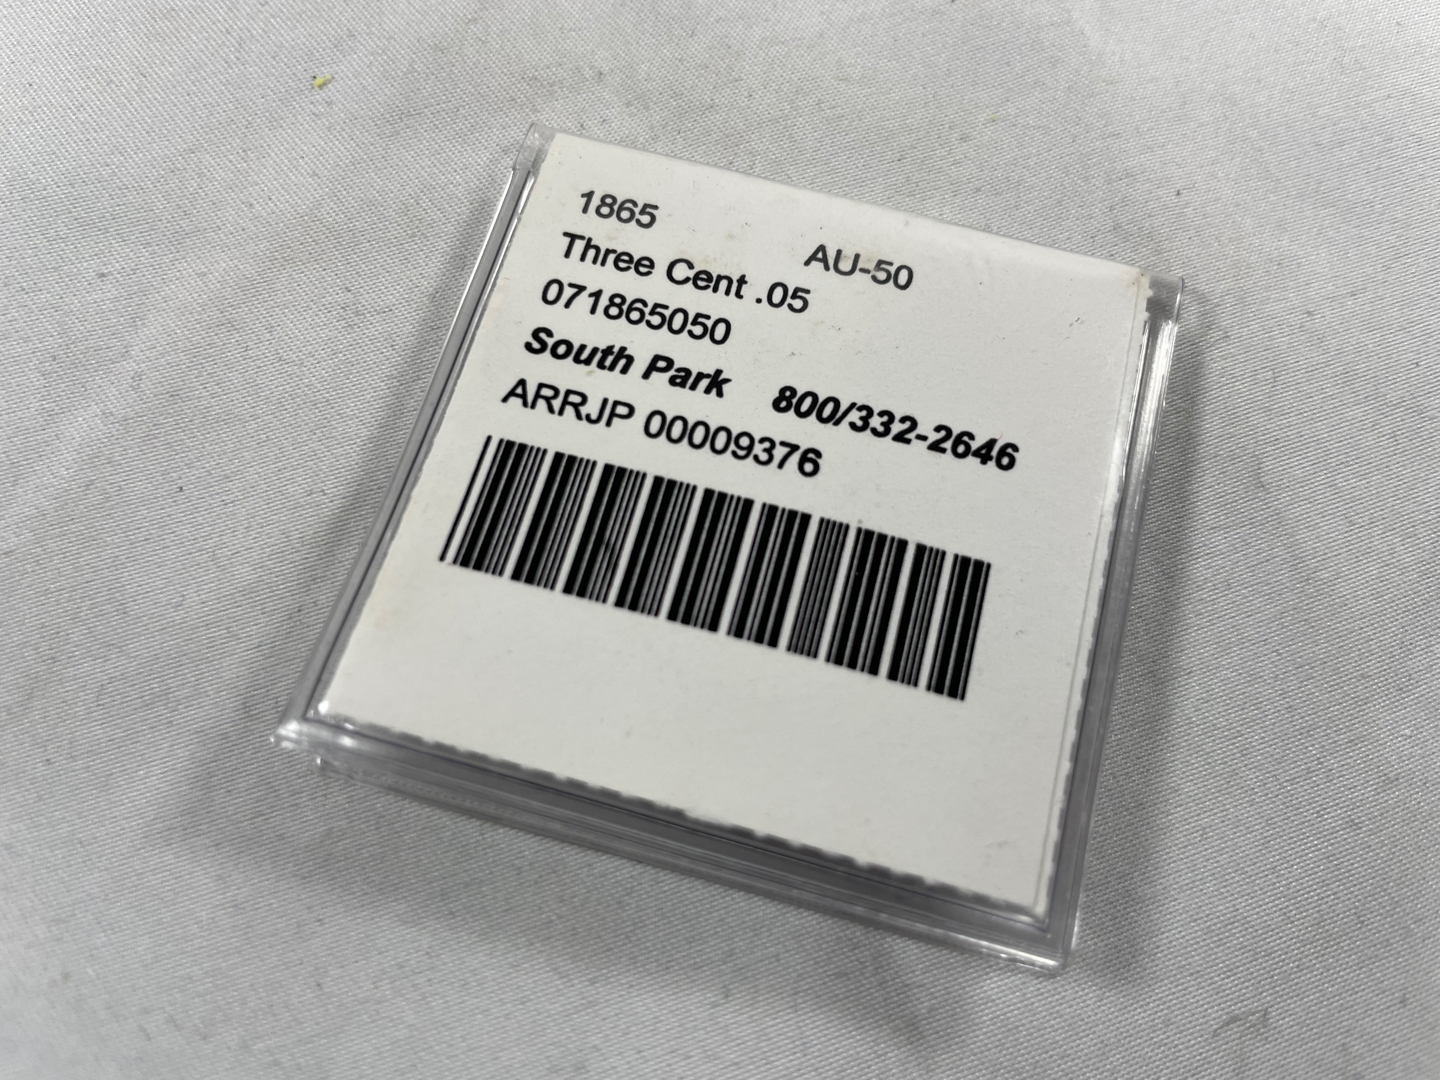 1865
AU-50
Three Cent .05
071865050
South Park 800/332-2646
ARRJP 00009376